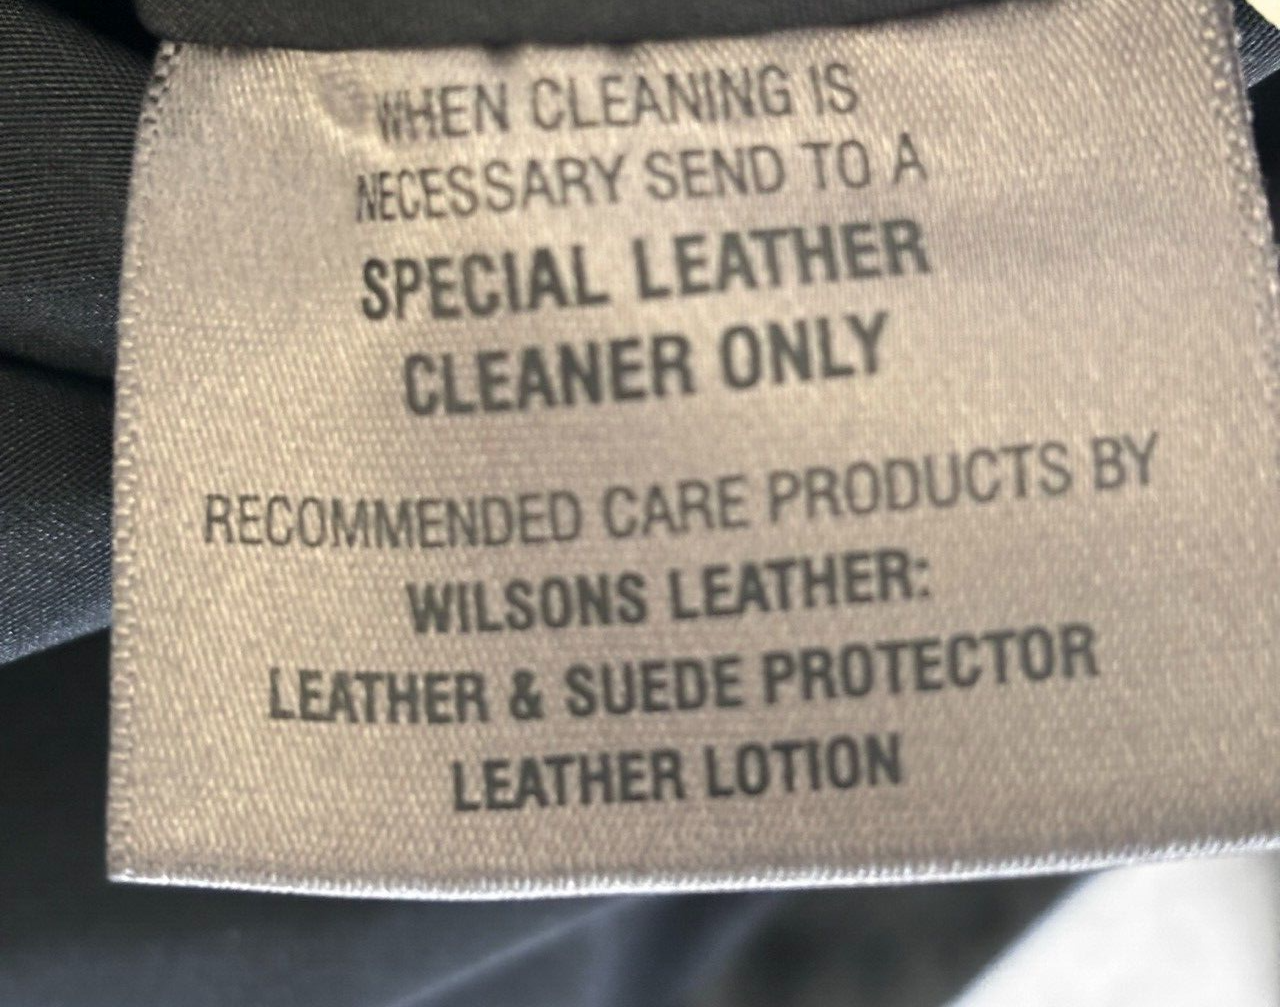 WHEN CLEANING IS
NECESSARY SEND TO A
SPECIAL LEATHER
CLEANER ONLY
RECOMMENDED CARE PRODUCTS BY
WILSONS LEATHER:
LEATHER & SUEDE PROTECTOR
LEATHER LOTION